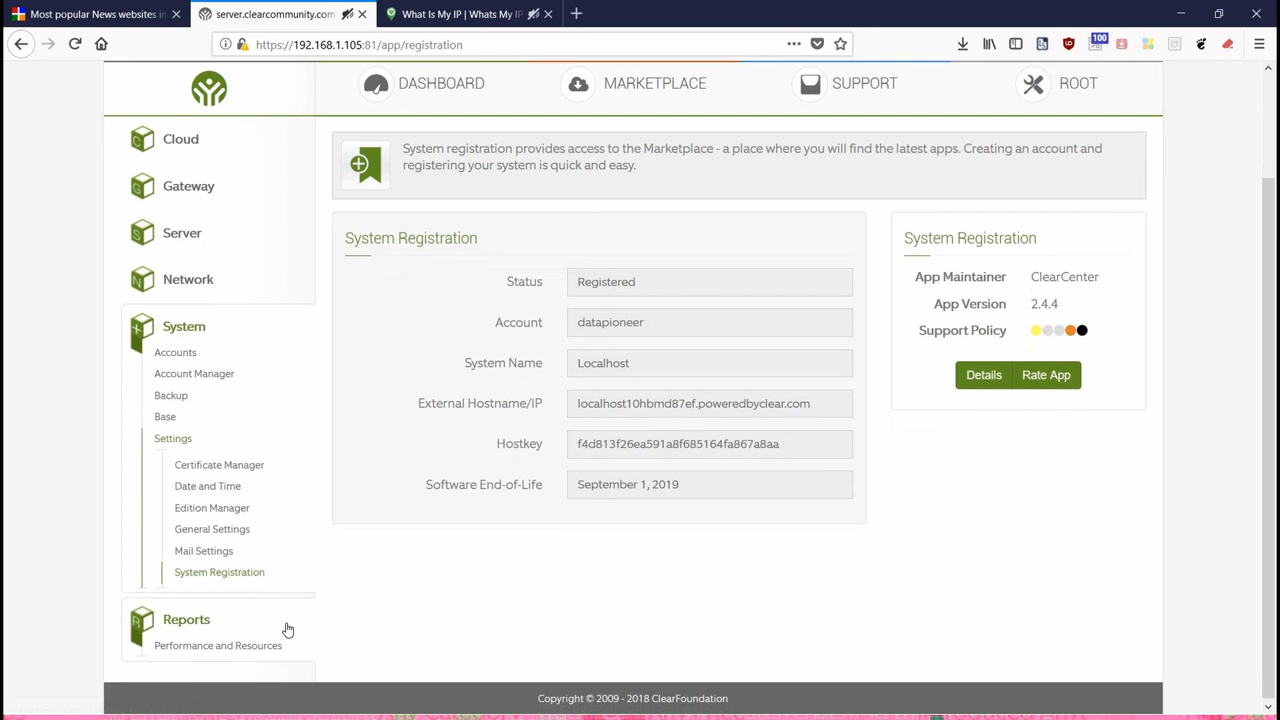 Most popular News websites in
server.clearcommunity.com
What Is My IP | Whats My IP
https://192.168.1.105:81/app/registration
100
DASHBOARD
MARKETPLACE
SUPPORT
ROOT
Cloud
Gateway
Server
Network
System
Accounts
Account Manager
Backup
Base
Settings
Certificate Manager
Date and Time
Edition Manager
General Settings
Mail Settings
System Registration
Reports
Performance and Resources
System registration provides access to the Marketplace - a place where you will find the latest apps. Creating an account and
registering your system is quick and easy.
System Registration
Status Registered
Account datapioneer
System Name Localhost
External Hostname/IP localhost10hbmd87ef.poweredbyclear.com
Hostkey f4d813f26ea591a8f685164fa867a8aa
Software End-of-Life September 1, 2019
System Registration
App Maintainer ClearCenter
App Version 2.4.4
Support Policy
Details Rate App
Copyright © 2009 - 2018 ClearFoundation